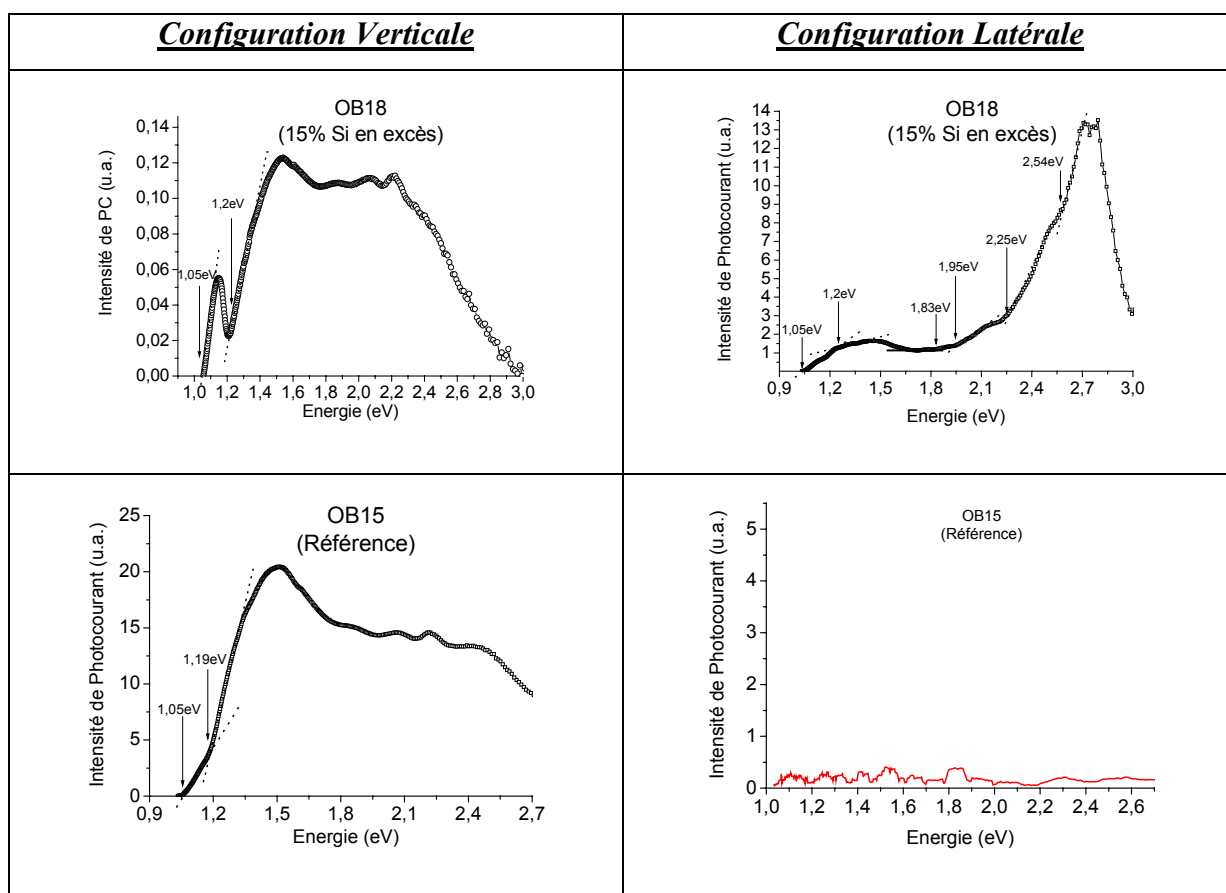 Configuration Verticale
Configuration Latérale
OB18
(15% Si en excès)
Intensité de PC (u.a.)
0,14
0,12
0,10
0,08
0,06
0,04
0,02
0,00
1,2eV
1,05eV
1,0 1,2 1,4 1,6 1,8 2,0 2,2 2,4 2,6 2,8 3,0
Energie (eV)
OB18
(15% Si en excès)
Intensité de Photocourant (u.a.)
14
13
12
11
10
9
8
7
6
5
4
3
2
1
2,54eV
2,25eV
1,95eV
1,83eV
1,2eV
1,05eV
0,9 1,2 1,5 1,8 2,1 2,4 2,7 3,0
Energie (eV)
OB15
(Référence)
Intensité de Photocourant (u.a.)
25
20
15
10
5
0
1,19eV
1,05eV
0,9 1,2 1,5 1,8 2,1 2,4 2,7
Energie (eV)
OB15
(Référence)
Intensité de Photocourant (u.a.)
5
4
3
2
1
0
1,0 1,2 1,4 1,6 1,8 2,0 2,2 2,4 2,6
Energie (eV)